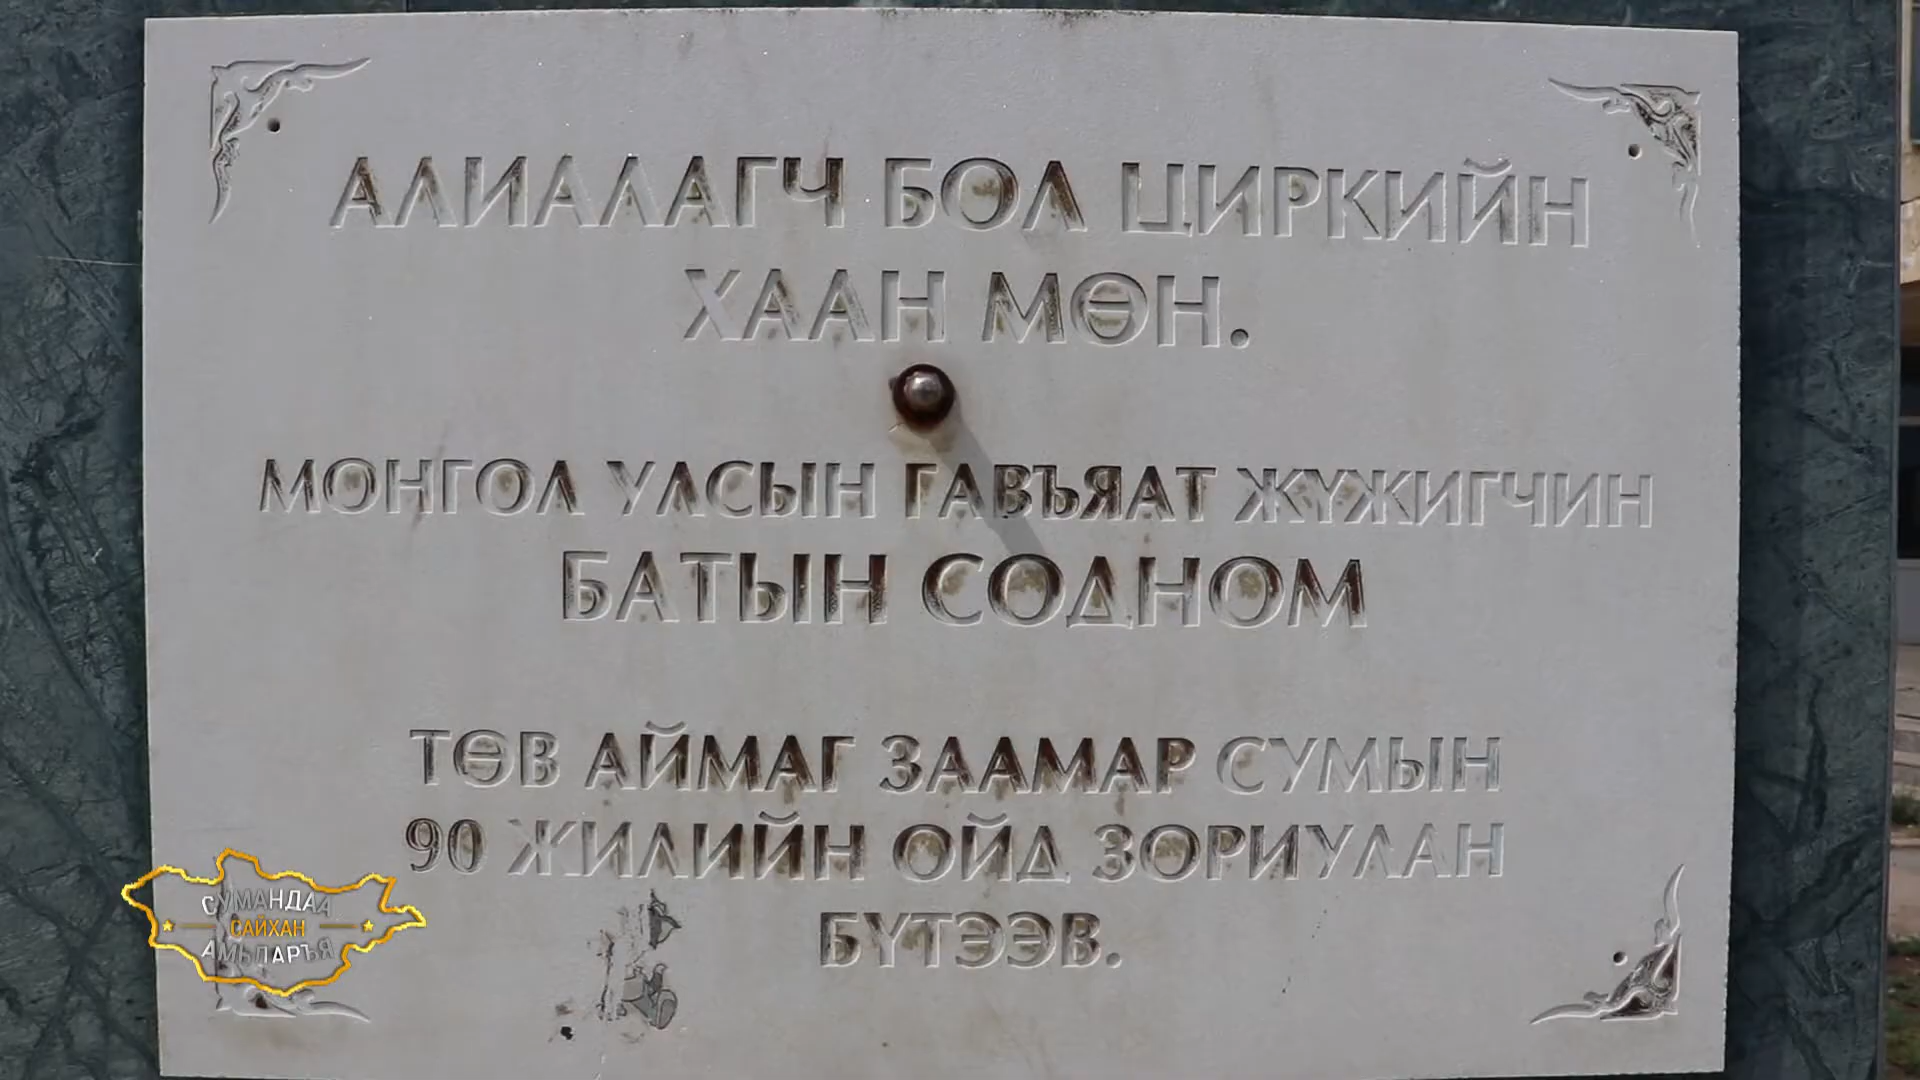 АЛИАЛАГЧ БОЛ ЦИРКИЙН
ХААН МӨН.
МОНГОЛ УЛСЫН ГАВЪЯАТ ЖҮЖИГЧИН
БАТЫН СОДНОМ
ТӨВ АЙМАГ ЗААМАР СУМЫН
90 ЖИЛИЙН ОЙД ЗОРИУЛАН
БҮТЭЭВ.
СУМАНДАА
САЙХАН
АМЬДАРЪЯ